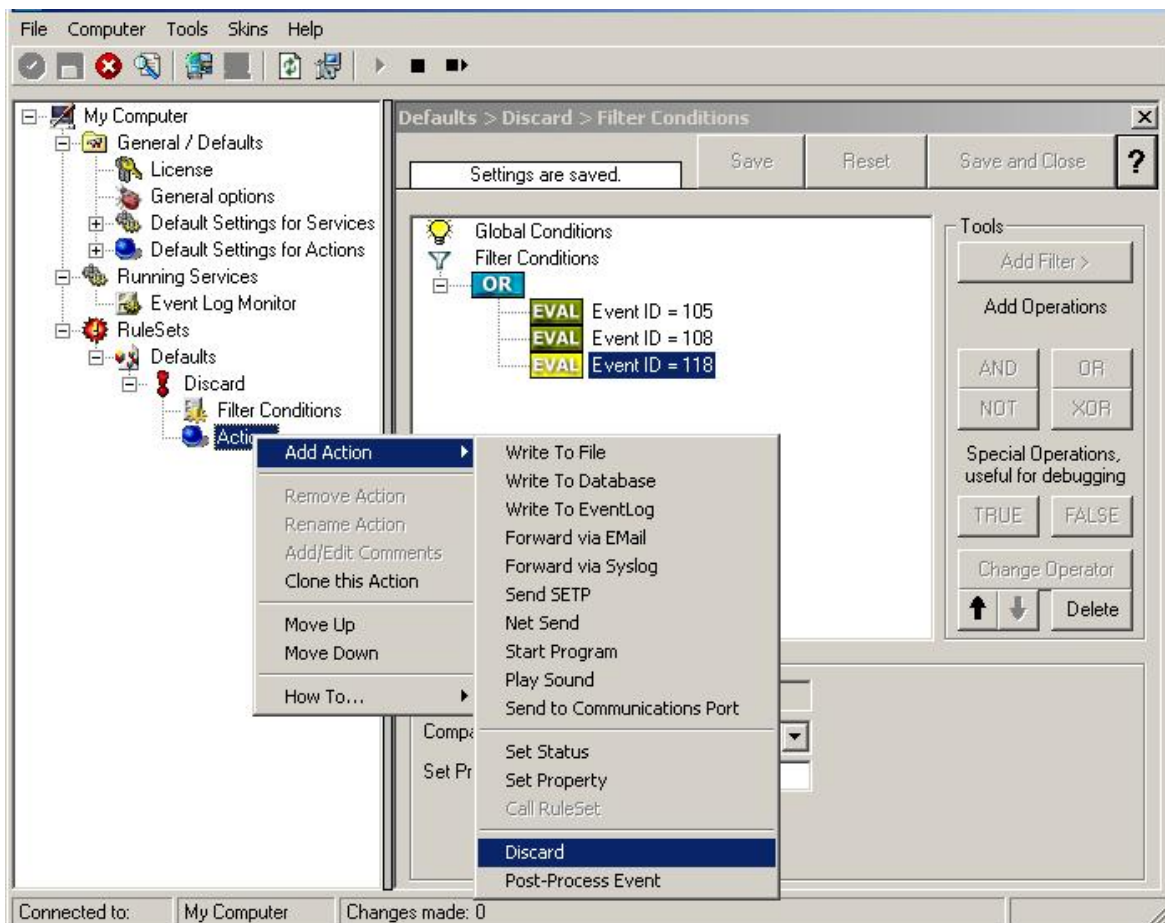 File Computer Tools Skins Help
My Computer
General / Defaults
License
General options
Default Settings for Services
Default Settings for Actions
Running Services
Event Log Monitor
RuleSets
Defaults
Discard
Filter Conditions
Defaults > Discard > Filter Conditions
Settings are saved.
Save
Reset
Save and Close
?
Global Conditions
Filter Conditions
OR
EVAL Event ID = 105
EVAL Event ID = 108
EVAL Event ID = 118
Tools
Add Filter >
Add Operations
AND
OR
NOT
XOR
Special Operations,
useful for debugging
TRUE
FALSE
Change Operator
Delete
Add Action
Remove Action
Rename Action
Add/Edit Comments
Clone this Action
Move Up
Move Down
How To...
Write To File
Write To Database
Write To EventLog
Forward via EMail
Forward via Syslog
Send SETP
Net Send
Start Program
Play Sound
Send to Communications Port
Set Status
Set Property
Call RuleSet
Discard
Post-Process Event
Set
Connected to: My Computer Changes made: 0